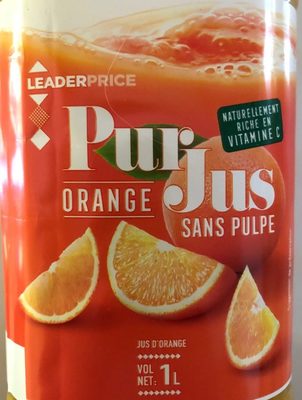 LEADERPRICE
NATURELLEMENT
RICHE EN
VITAMINE C
Pur
Jus
ORANGE
SANS PULPE
JUS D'ORANGE
VOL
NET: 1L